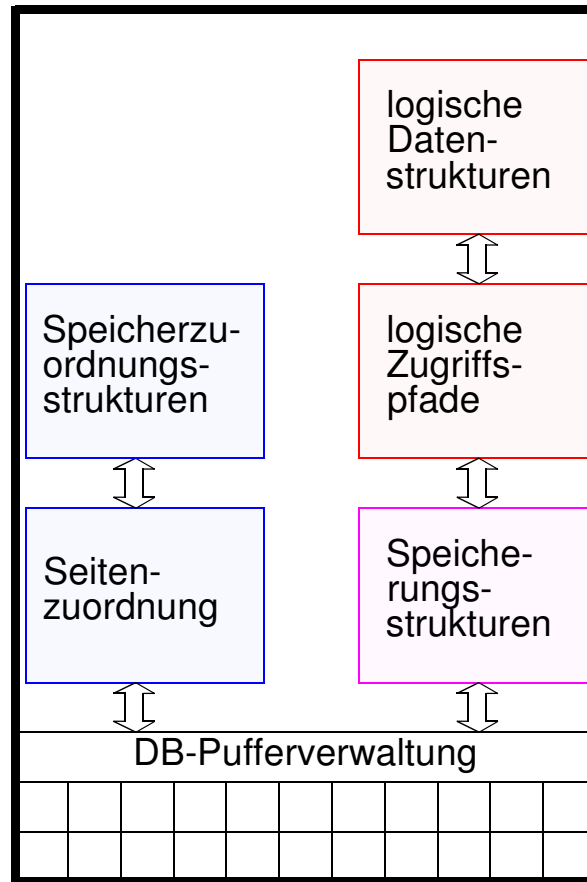 logische
Daten-
strukturen
Speicherzu-
ordnungs-
strukturen
logische
Zugriffs-
pfade
Seiten-
zuordnung
Speiche-
rungs-
strukturen
DB-Pufferverwaltung